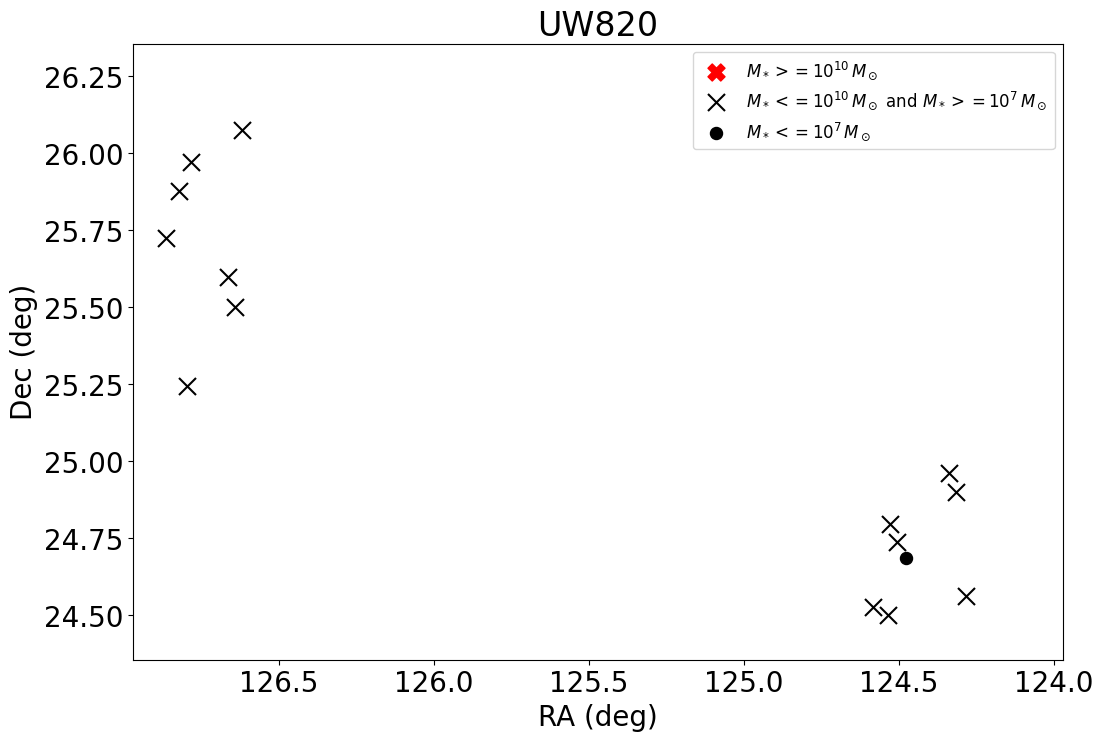 UW820
M* >= 10^10 M⊙
M* <= 10^10 M⊙ and M* >= 10^7 M⊙
M* <= 10^7 M⊙
26.25
26.00
25.75
25.50
25.25
25.00
24.75
24.50
Dec (deg)
126.5 126.0 125.5 125.0 124.5 124.0
RA (deg)